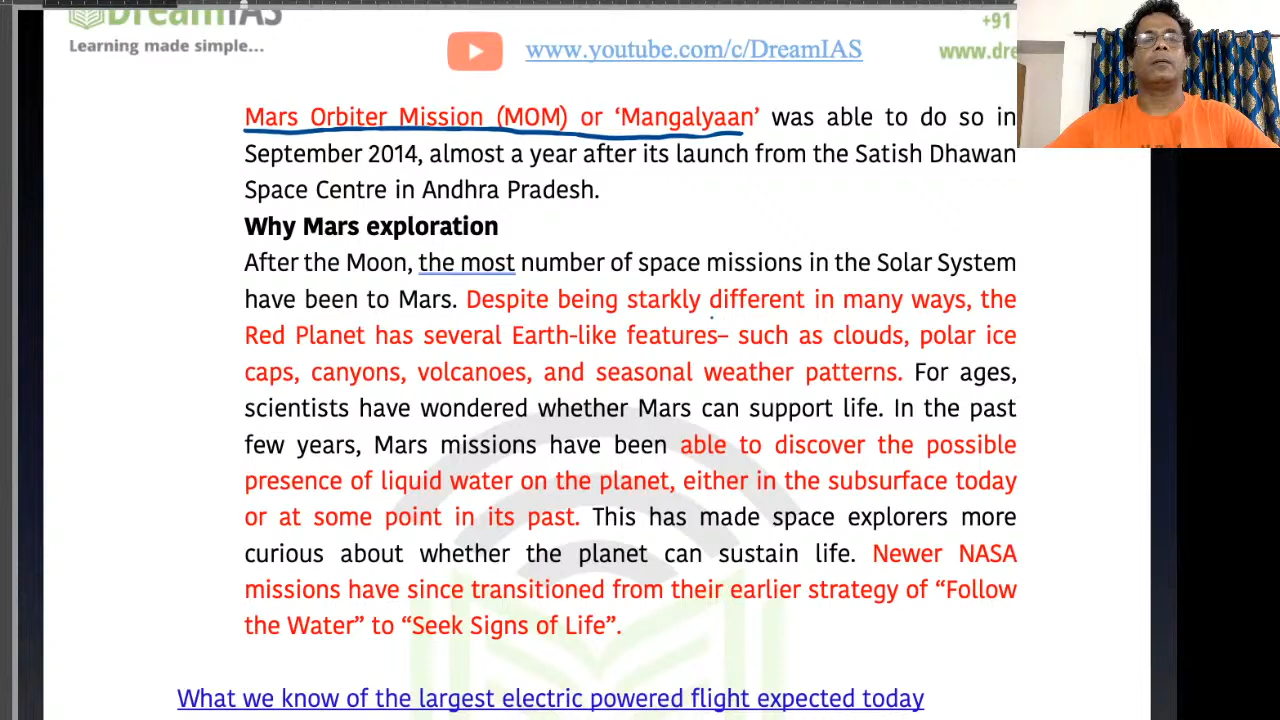 DreamIAS
Learning made simple...
www.youtube.com/c/DreamIAS
+91
www.dre
Mars Orbiter Mission (MOM) or ‘Mangalyaan’ was able to do so in
September 2014, almost a year after its launch from the Satish Dhawan
Space Centre in Andhra Pradesh.
Why Mars exploration
After the Moon, the most number of space missions in the Solar System
have been to Mars. Despite being starkly different in many ways, the
Red Planet has several Earth-like features– such as clouds, polar ice
caps, canyons, volcanoes, and seasonal weather patterns. For ages,
scientists have wondered whether Mars can support life. In the past
few years, Mars missions have been able to discover the possible
presence of liquid water on the planet, either in the subsurface today
or at some point in its past. This has made space explorers more
curious about whether the planet can sustain life. Newer NASA
missions have since transitioned from their earlier strategy of “Follow
the Water” to “Seek Signs of Life”.
What we know of the largest electric powered flight expected today